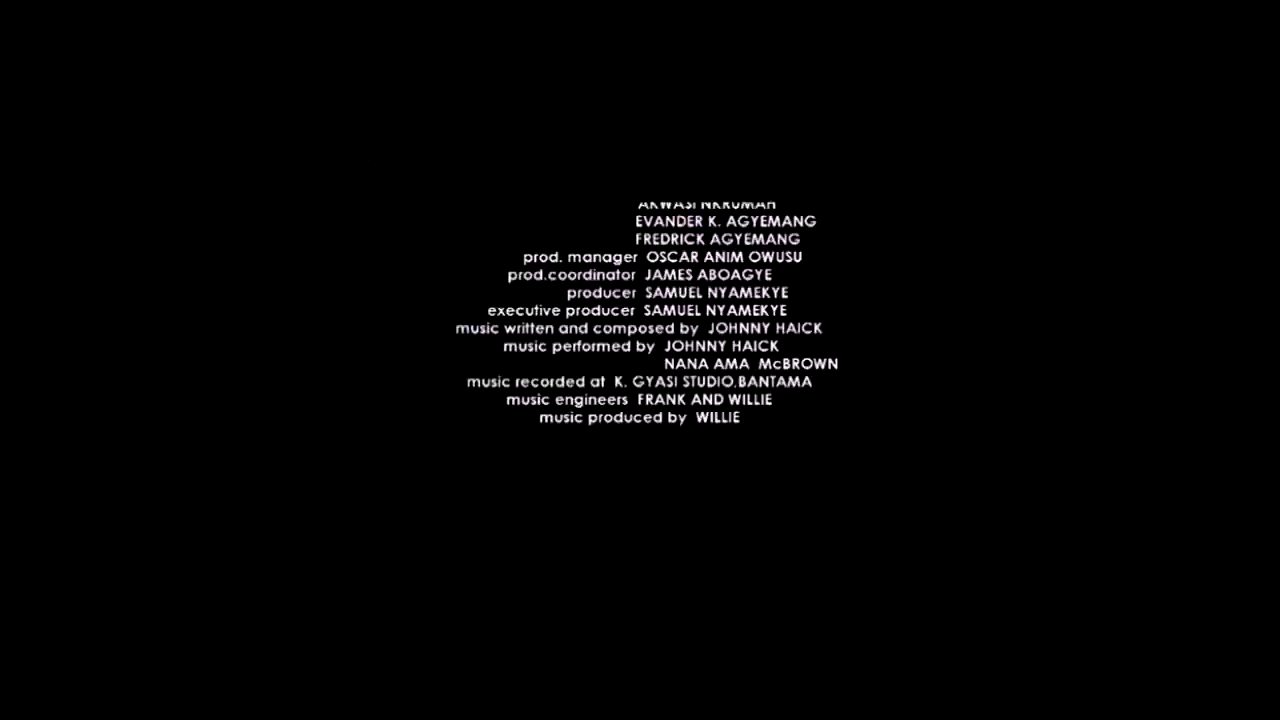 AKWASI NKRUMAH
EVANDER K. AGYEMANG
FREDRICK AGYEMANG
prod. manager OSCAR ANIM OWUSU
prod.coordinator JAMES ABOAGYE
producer SAMUEL NYAMEKYE
executive producer SAMUEL NYAMEKYE
music written and composed by JOHNNY HAICK
music performed by JOHNNY HAICK
NANA AMA McBROWN
music recorded at K. GYASI STUDIO,BANTAMA
music engineers FRANK AND WILLIE
music produced by WILLIE